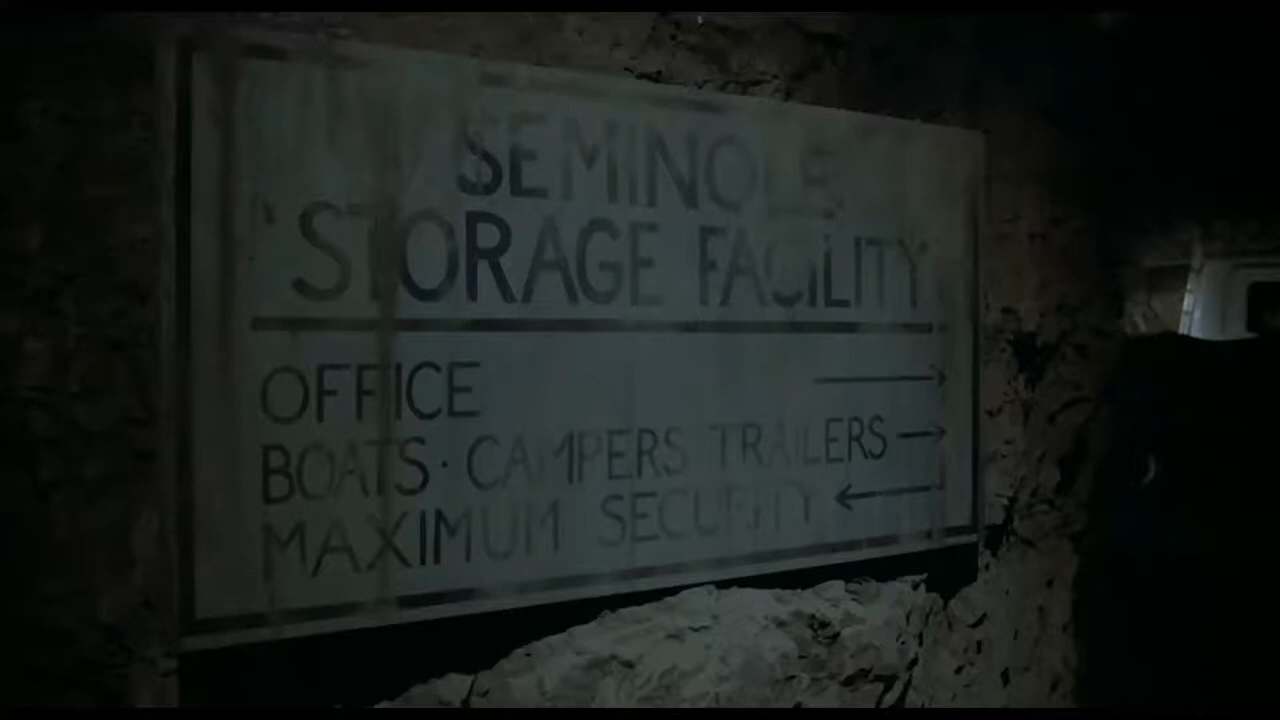 SEMINOLE
STORAGE FACILITY
OFFICE →
BOATS · CAMPERS TRAILERS →
MAXIMUM SECURITY ←